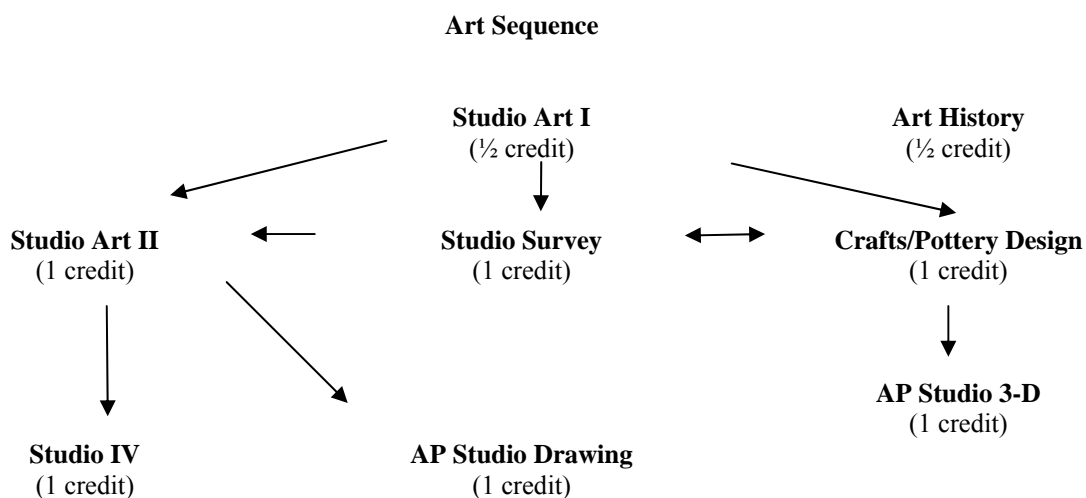 Art Sequence
Studio Art I
(½ credit)
Art History
(½ credit)
Studio Art II
(1 credit)
Studio Survey
(1 credit)
Crafts/Pottery Design
(1 credit)
AP Studio 3-D
(1 credit)
Studio IV
(1 credit)
AP Studio Drawing
(1 credit)